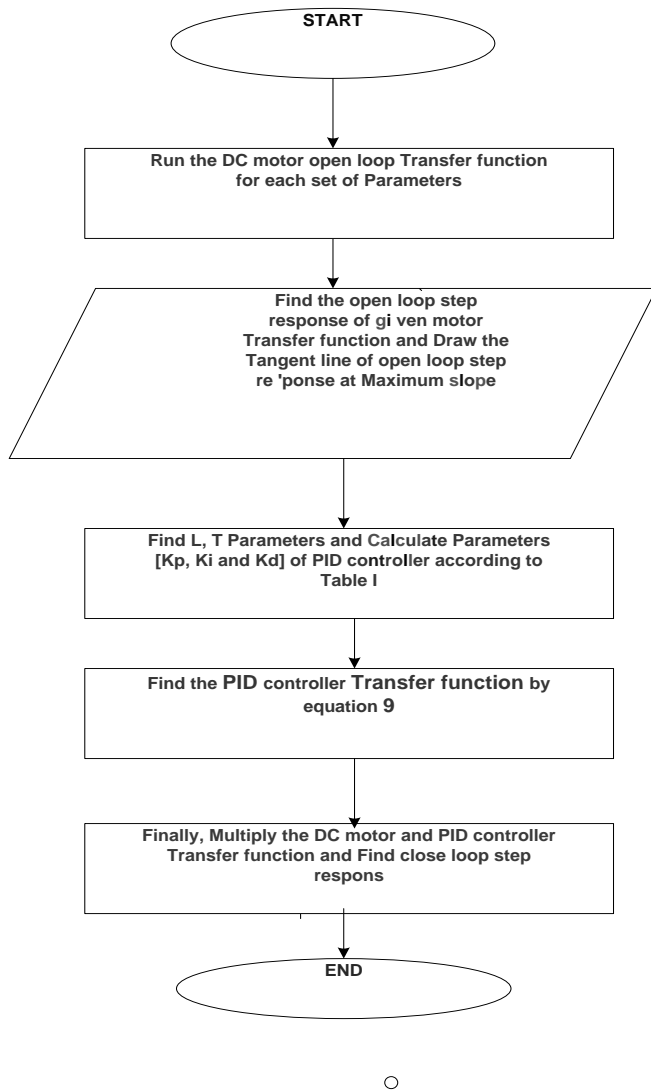 START
Run the DC motor open loop Transfer function
for each set of Parameters
Find the open loop step
response of gi ven motor
Transfer function and Draw the
Tangent line of open loop step
re 'ponse at Maximum slope
Find L, T Parameters and Calculate Parameters
[Kp, Ki and Kd] of PID controller according to
Table I
Find the PID controller Transfer function by
equation 9
Finally, Multiply the DC motor and PID controller
Transfer function and Find close loop step
respons
END